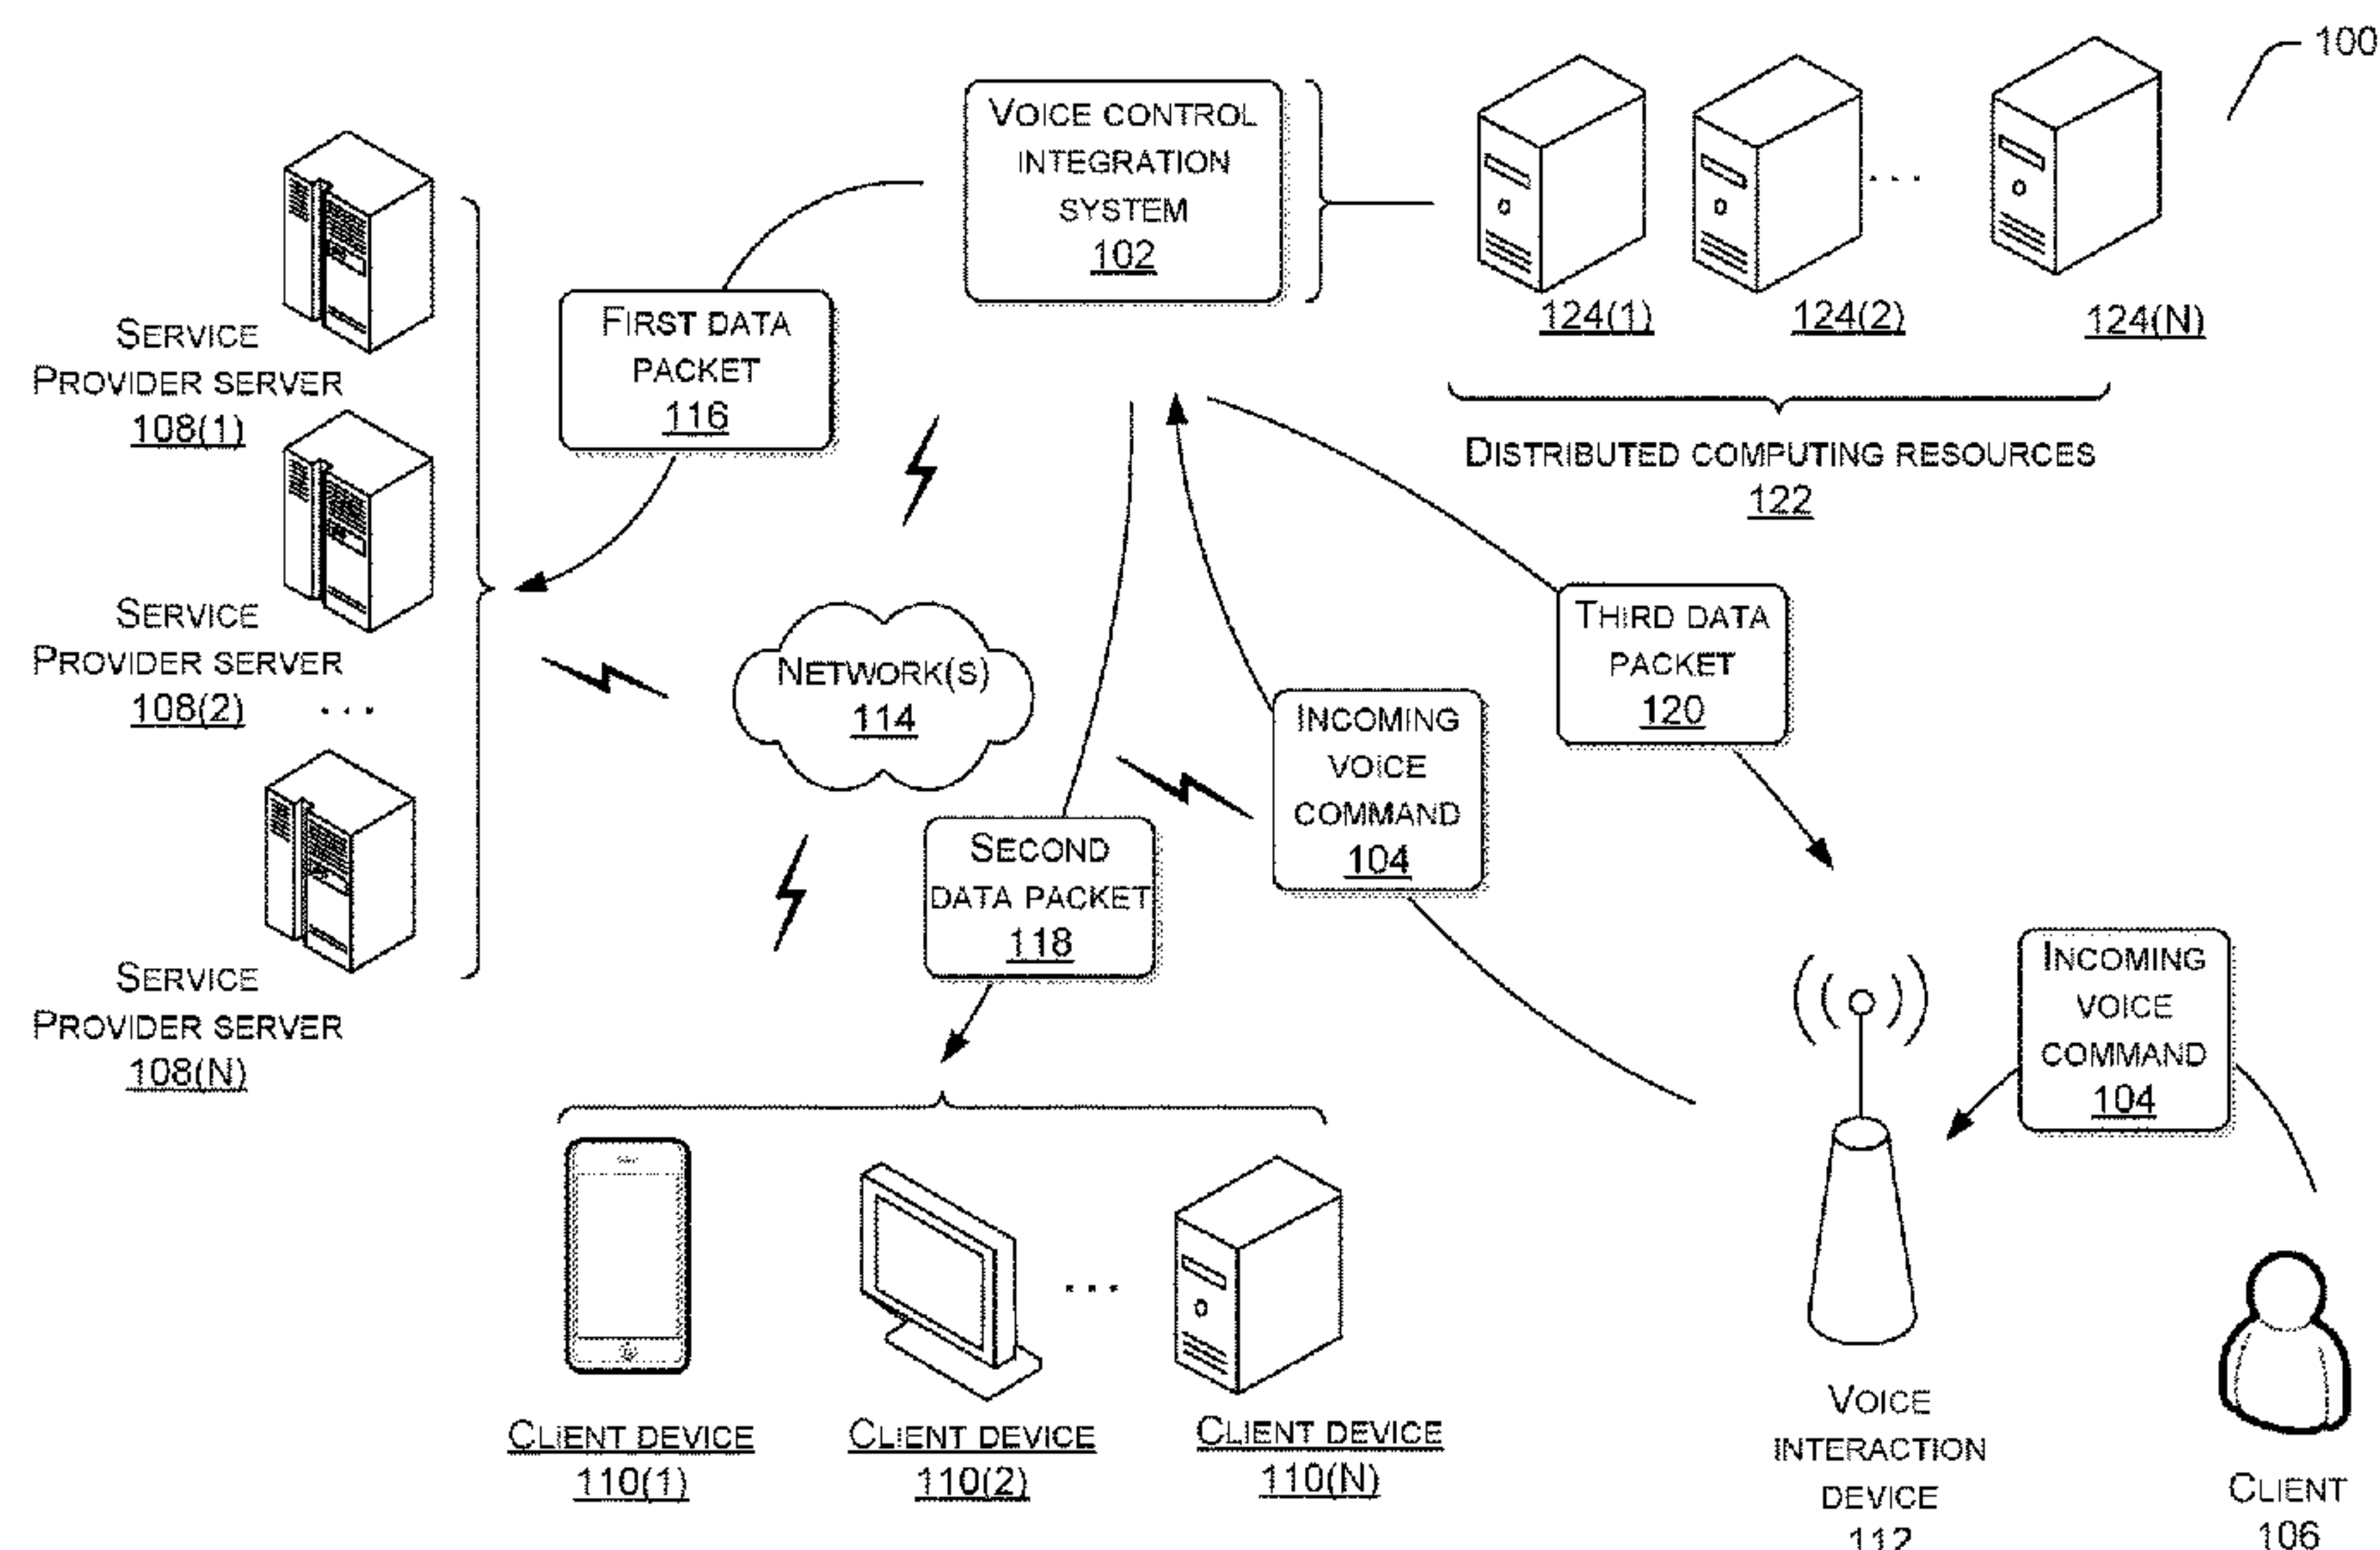 100
VOICE CONTROL
INTEGRATION
SYSTEM
102
124(1)
124(2)
...
124(N)
DISTRIBUTED COMPUTING RESOURCES
122
FIRST DATA
PACKET
116
SERVICE
PROVIDER SERVER
108(1)
SERVICE
PROVIDER SERVER
108(2)
...
SERVICE
PROVIDER SERVER
108(N)
NETWORK(S)
114
THIRD DATA
PACKET
120
INCOMING
VOICE
COMMAND
104
SECOND
DATA PACKET
118
INCOMING
VOICE
COMMAND
104
CLIENT DEVICE
110(1)
CLIENT DEVICE
110(2)
...
CLIENT DEVICE
110(N)
VOICE
INTERACTION
DEVICE
112
CLIENT
106